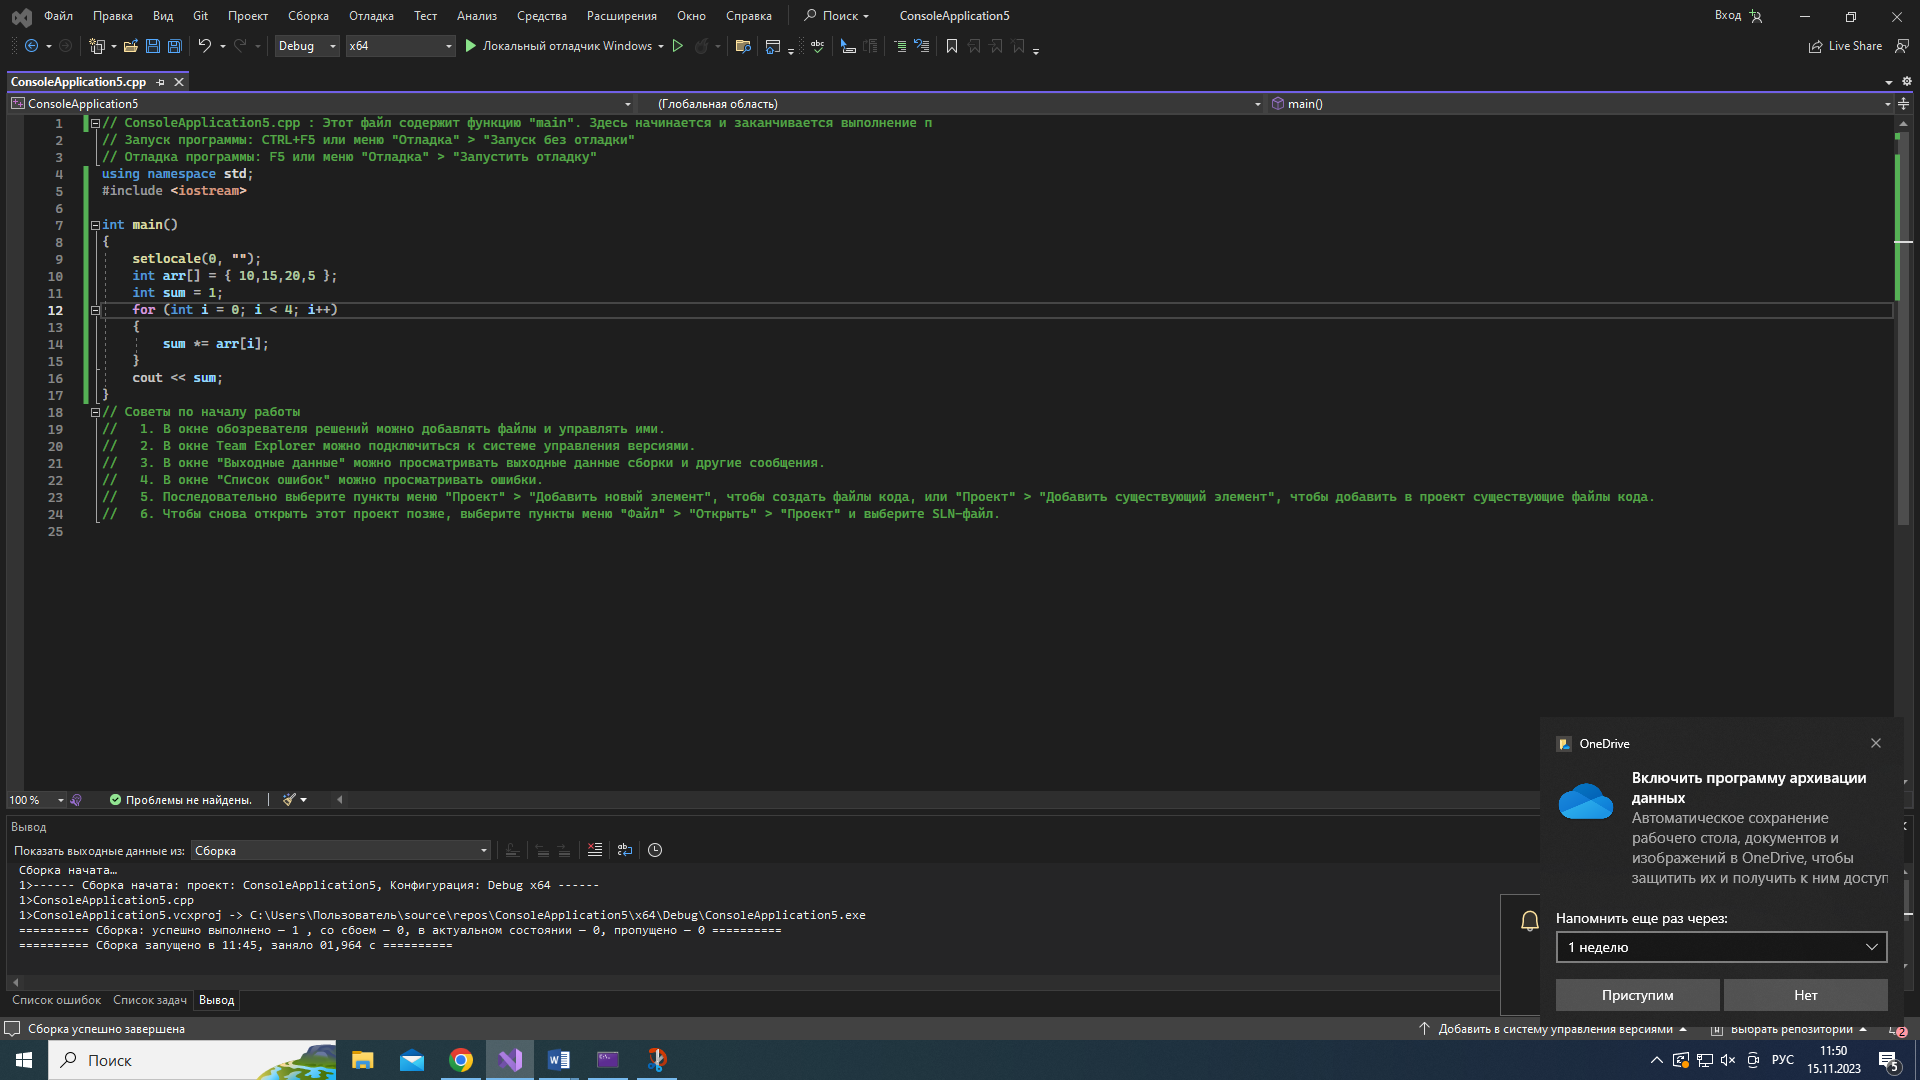 Файл Правка Вид Git Проект Сборка Отладка Тест Анализ Средства Расширения Окно Справка Поиск ConsoleApplication5 Вход
Debug x64 Локальный отладчик Windows Live Share
ConsoleApplication5.cpp
ConsoleApplication5 (Глобальная область) main()
1 // ConsoleApplication5.cpp : Этот файл содержит функцию "main". Здесь начинается и заканчивается выполнение п
2 // Запуск программы: CTRL+F5 или меню "Отладка" > "Запуск без отладки"
3 // Отладка программы: F5 или меню "Отладка" > "Запустить отладку"
4 using namespace std;
5 #include <iostream>
6
7 int main()
8 {
9 setlocale(0, "");
10 int arr[] = { 10,15,20,5 };
11 int sum = 1;
12 for (int i = 0; i < 4; i++)
13 {
14 sum *= arr[i];
15 }
16 cout << sum;
17 }
18 // Советы по началу работы
19 // 1. В окне обозревателя решений можно добавлять файлы и управлять ими.
20 // 2. В окне Team Explorer можно подключиться к системе управления версиями.
21 // 3. В окне "Выходные данные" можно просматривать выходные данные сборки и другие сообщения.
22 // 4. В окне "Список ошибок" можно просматривать ошибки.
23 // 5. Последовательно выберите пункты меню "Проект" > "Добавить новый элемент", чтобы создать файлы кода, или "Проект" > "Добавить существующий элемент", чтобы добавить в проект существующие файлы кода.
24 // 6. Чтобы снова открыть этот проект позже, выберите пункты меню "Файл" > "Открыть" > "Проект" и выберите SLN-файл.
25
100 % Проблемы не найдены.
Вывод
Показать выходные данные из: Сборка
Сборка начата…
1>------ Сборка начата: проект: ConsoleApplication5, Конфигурация: Debug x64 ------
1>ConsoleApplication5.cpp
1>ConsoleApplication5.vcxproj -> C:\Users\Пользователь\source\repos\ConsoleApplication5\x64\Debug\ConsoleApplication5.exe
========== Сборка: успешно выполнено — 1 , со сбоем — 0, в актуальном состоянии — 0, пропущено — 0 ==========
========== Сборка запущено в 11:45, заняло 01,964 с ==========
Список ошибок Список задач Вывод
OneDrive
Включить программу архивации
данных
Автоматическое сохранение
рабочего стола, документов и
изображений в OneDrive, чтобы
защитить их и получить к ним доступ
Напомнить еще раз через:
1 неделю
Приступим Нет
Сборка успешно завершена Добавить в систему управления версиями Выбрать репозиторий 2
Поиск РУС 11:50
15.11.2023 5